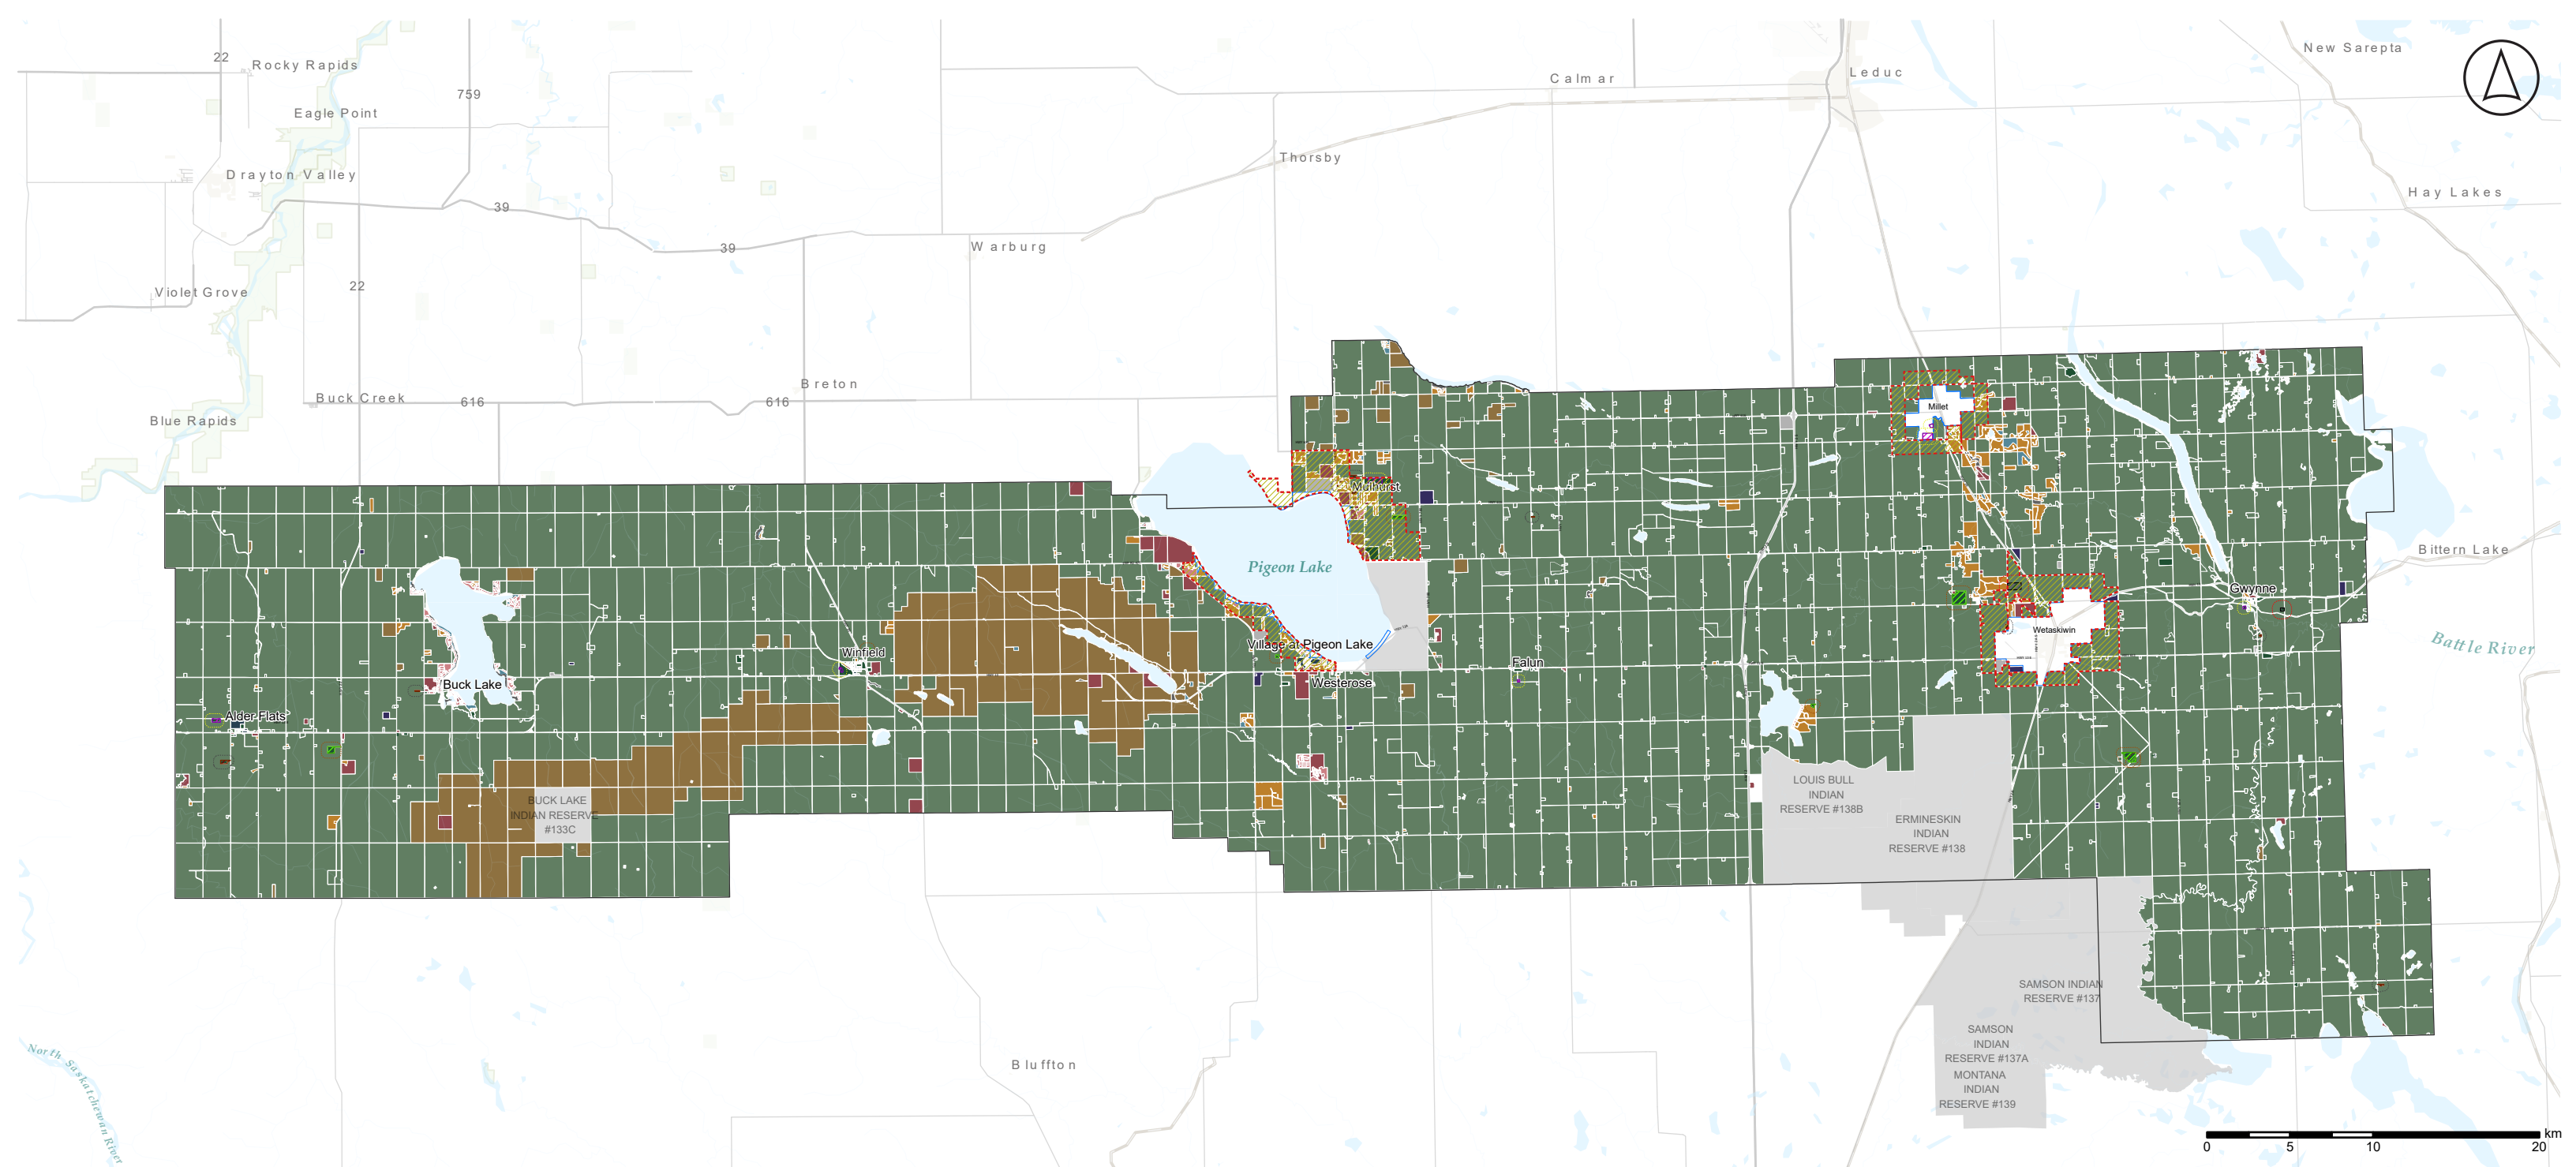 New Sarepta
22
Rocky Rapids
Leduc
Calmar
759
Eagle Point
Thorsby
Drayton Valley
Hay Lakes
39
39
Warburg
22
Violet Grove
Breton
Buck Creek
616
616
Millet
Blue Rapids
Mulhurst
Bittern Lake
Pigeon Lake
Gwynne
Wetaskiwin
Battle River
Village at Pigeon Lake
Winfield
Falun
Buck Lake
Westerose
Alder Flats
LOUIS BULL
INDIAN
RESERVE #138B
BUCK LAKE
INDIAN RESERVE
#133C
ERMINESKIN
INDIAN
RESERVE #138
SAMSON INDIAN
RESERVE #137
SAMSON
INDIAN
RESERVE #137A
MONTANA
INDIAN
RESERVE #139
North Saskatchewan River
Bluffton
km
0 5 10 20